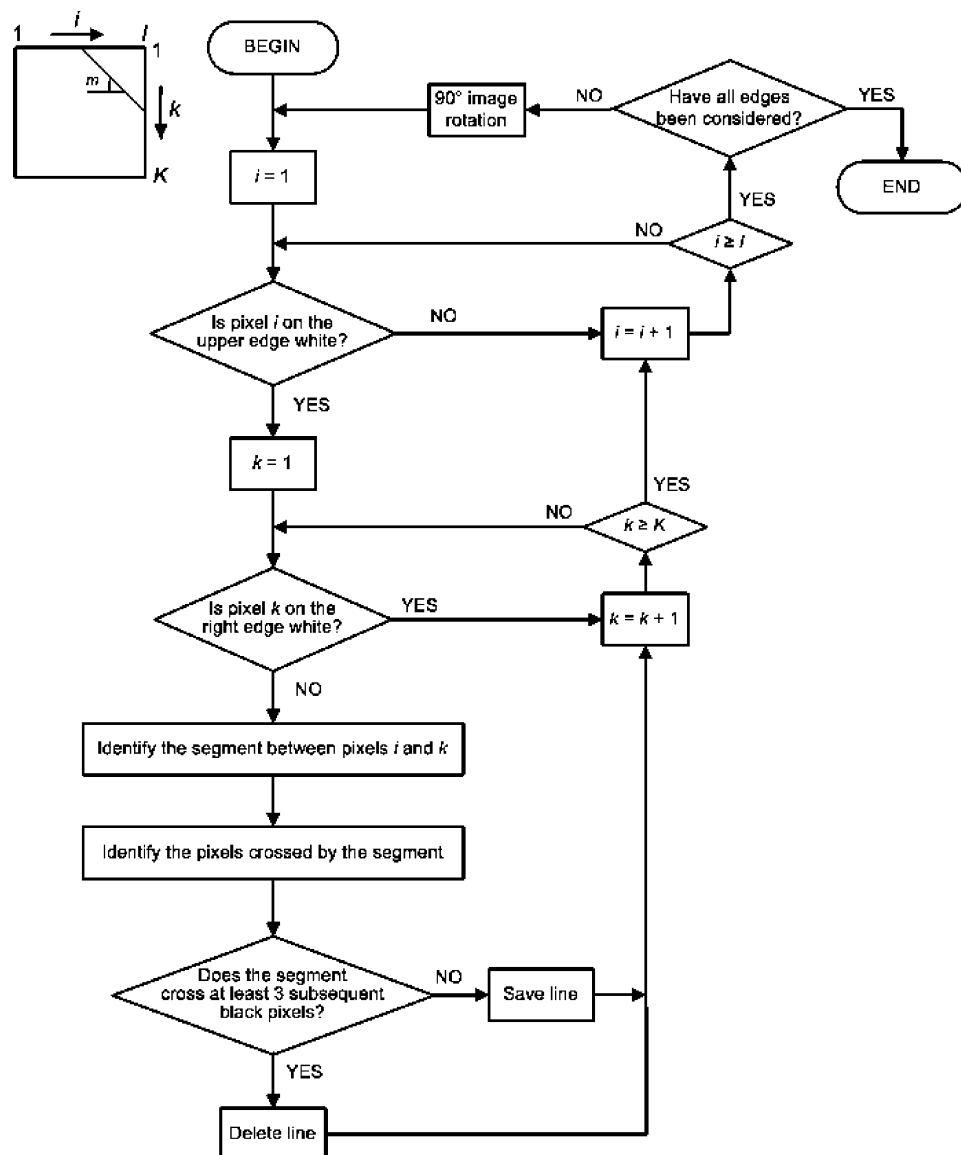 1 i I
1
m
k
K
BEGIN
90° image
rotation
NO
Have all edges
been considered?
YES
END
i = 1
YES
NO
i ≥ I
Is pixel i on the
upper edge white?
NO
i = i + 1
YES
k = 1
YES
NO
k ≥ K
Is pixel k on the
right edge white?
YES
k = k + 1
NO
Identify the segment between pixels i and k
Identify the pixels crossed by the segment
Does the segment
cross at least 3 subsequent
black pixels?
NO
Save line
YES
Delete line